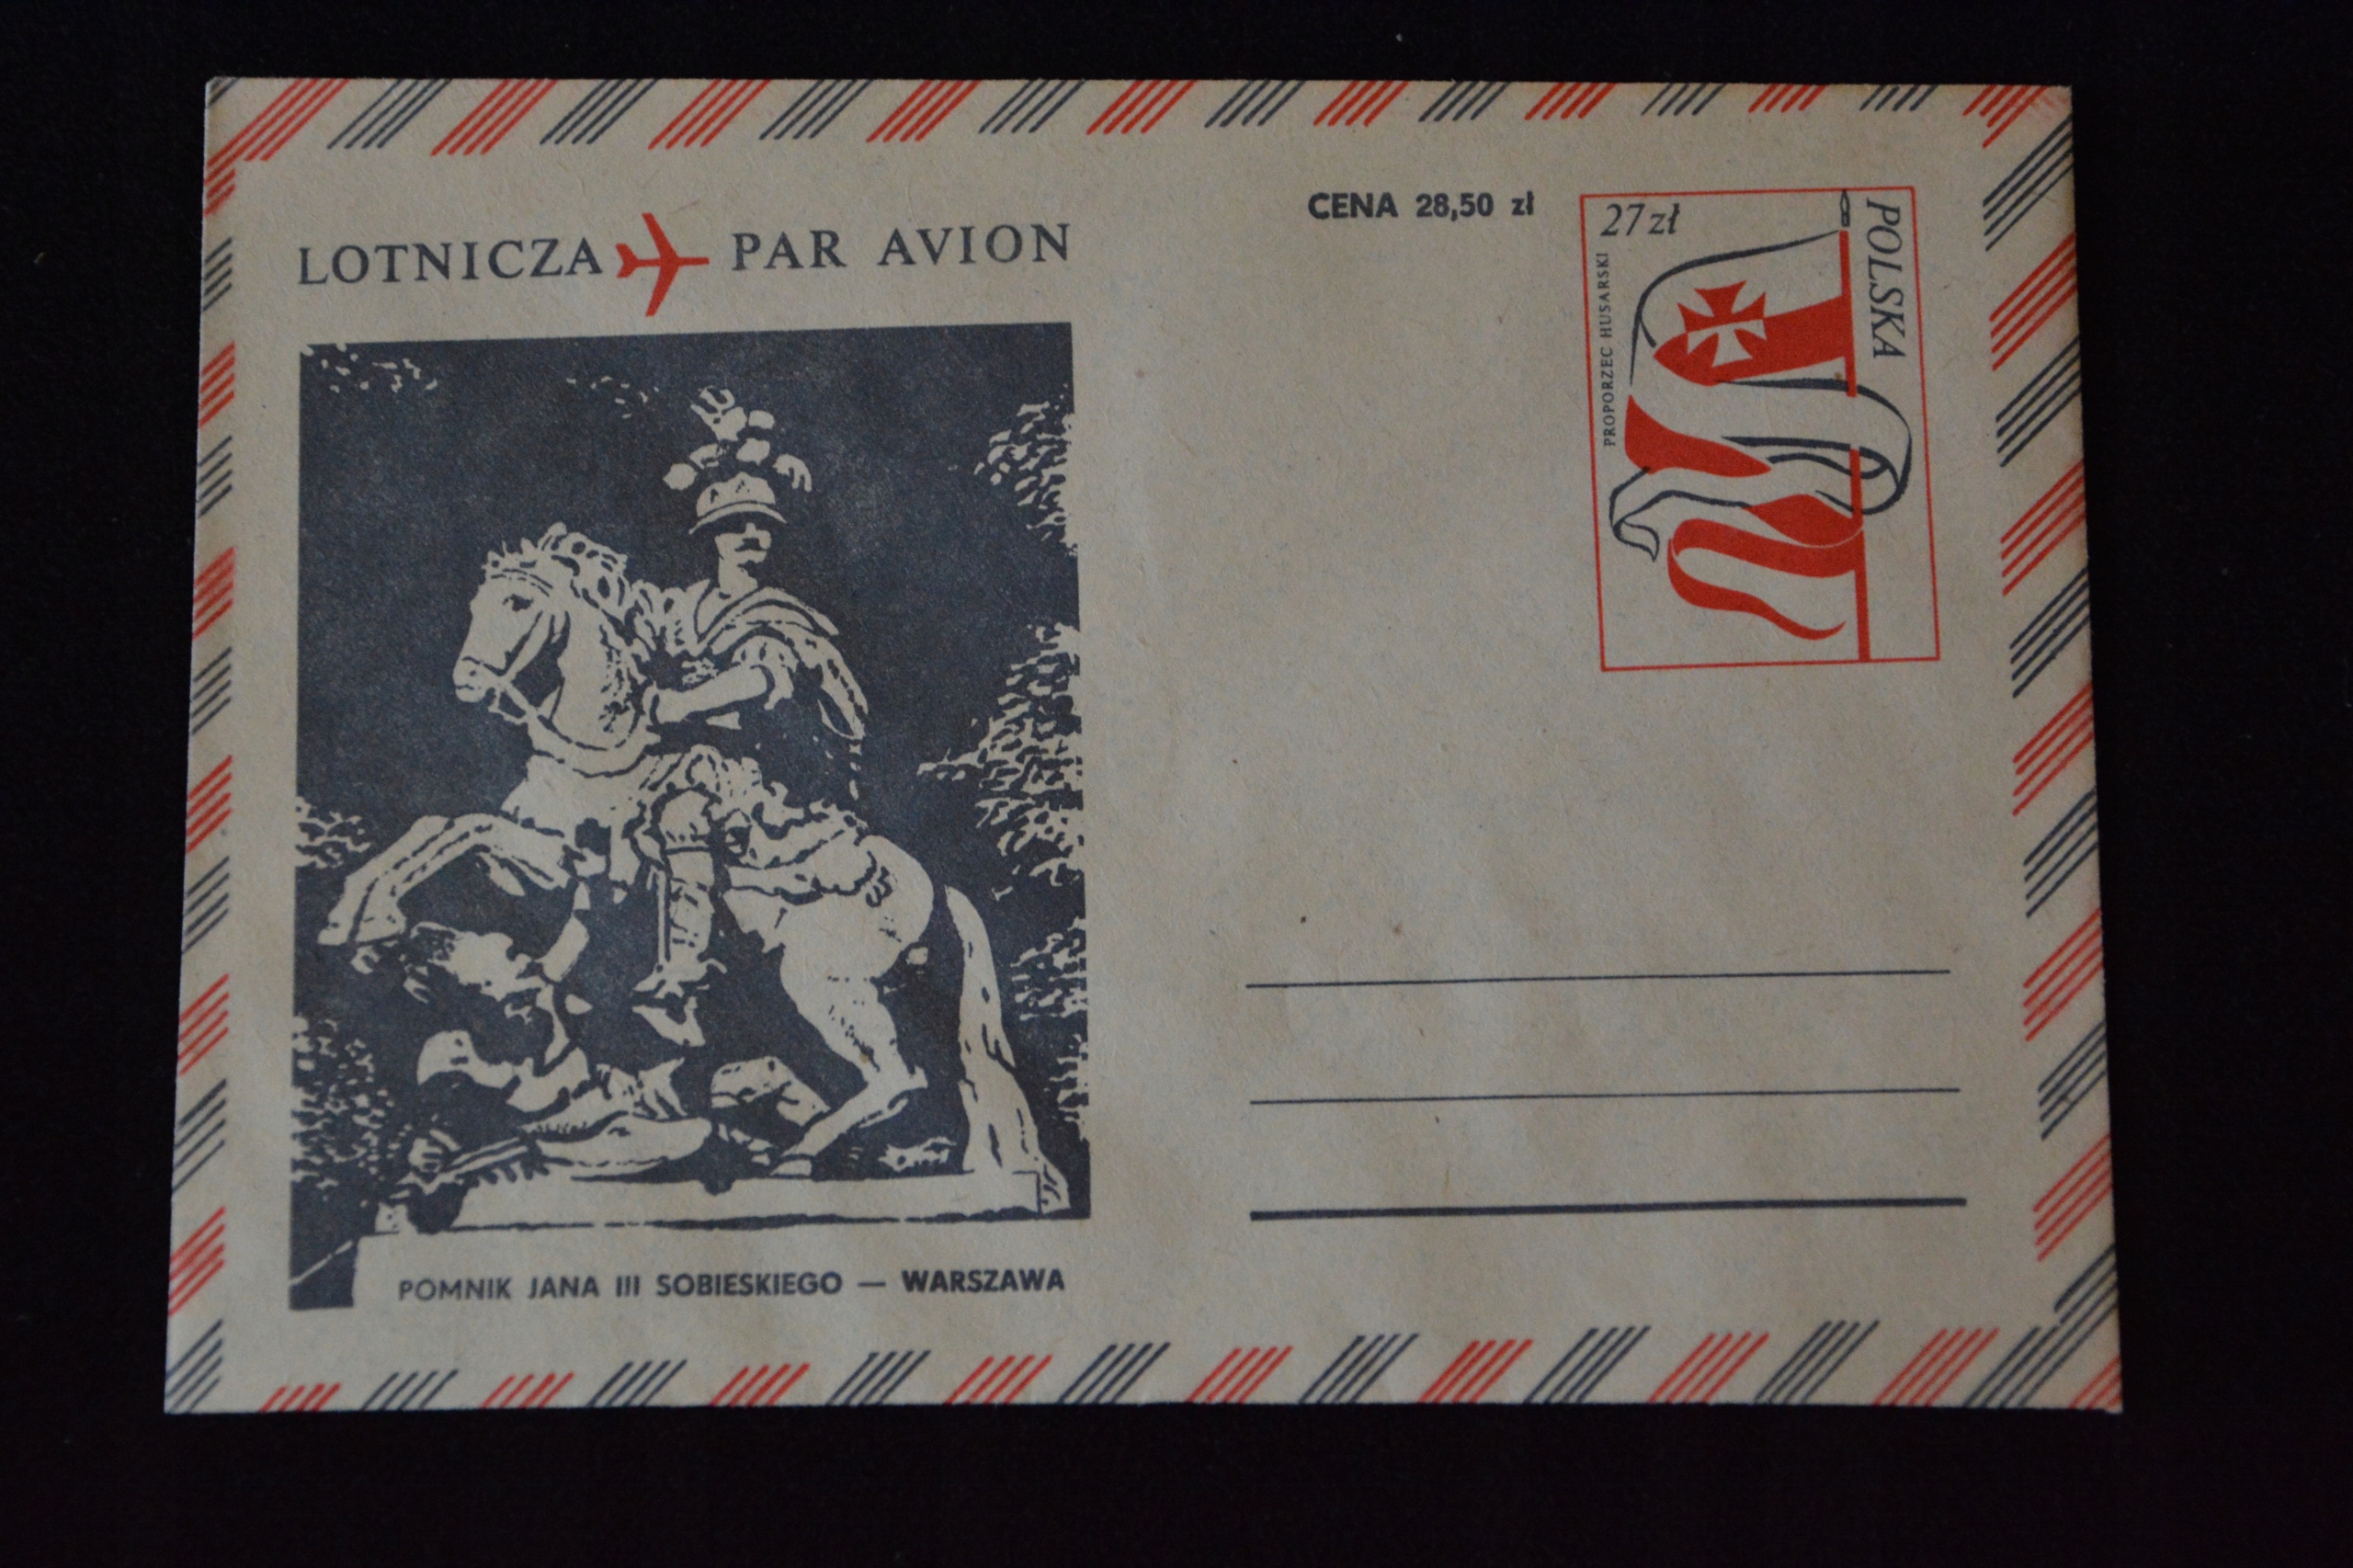 LOTNICZA PAR AVION
CENA 28,50 zł
27 zł
POLSKA
PROPORZEC HUSARSKI
POMNIK JANA III SOBIESKIEGO — WARSZAWA